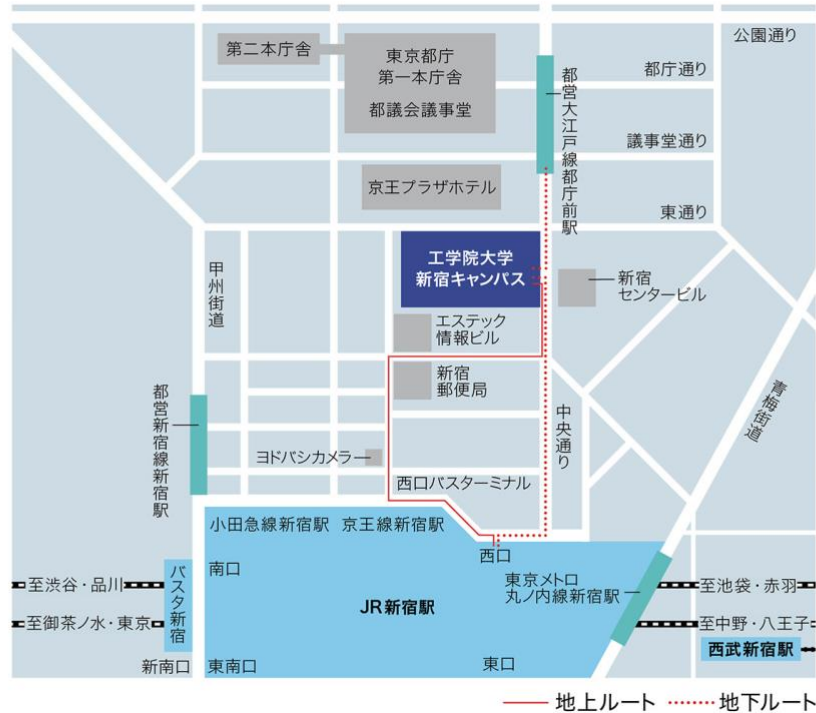 公園通り
第二本庁舎
東京都庁
第一本庁舎
都議会議事堂
都庁通り
都営大江戸線都庁前駅
議事堂通り
京王プラザホテル
東通り
工学院大学
新宿キャンパス
甲州街道
新宿
センタービル
エステック
情報ビル
新宿
郵便局
都営新宿線新宿駅
中央通り
青梅街道
ヨドバシカメラ
西口バスターミナル
小田急線新宿駅
京王線新宿駅
西口
南口
バスタ新宿
至渋谷・品川
至御茶ノ水・東京
東京メトロ
丸ノ内線新宿駅
至池袋・赤羽
JR新宿駅
至中野・八王子
西武新宿駅
新南口
東南口
東口
地上ルート
地下ルート